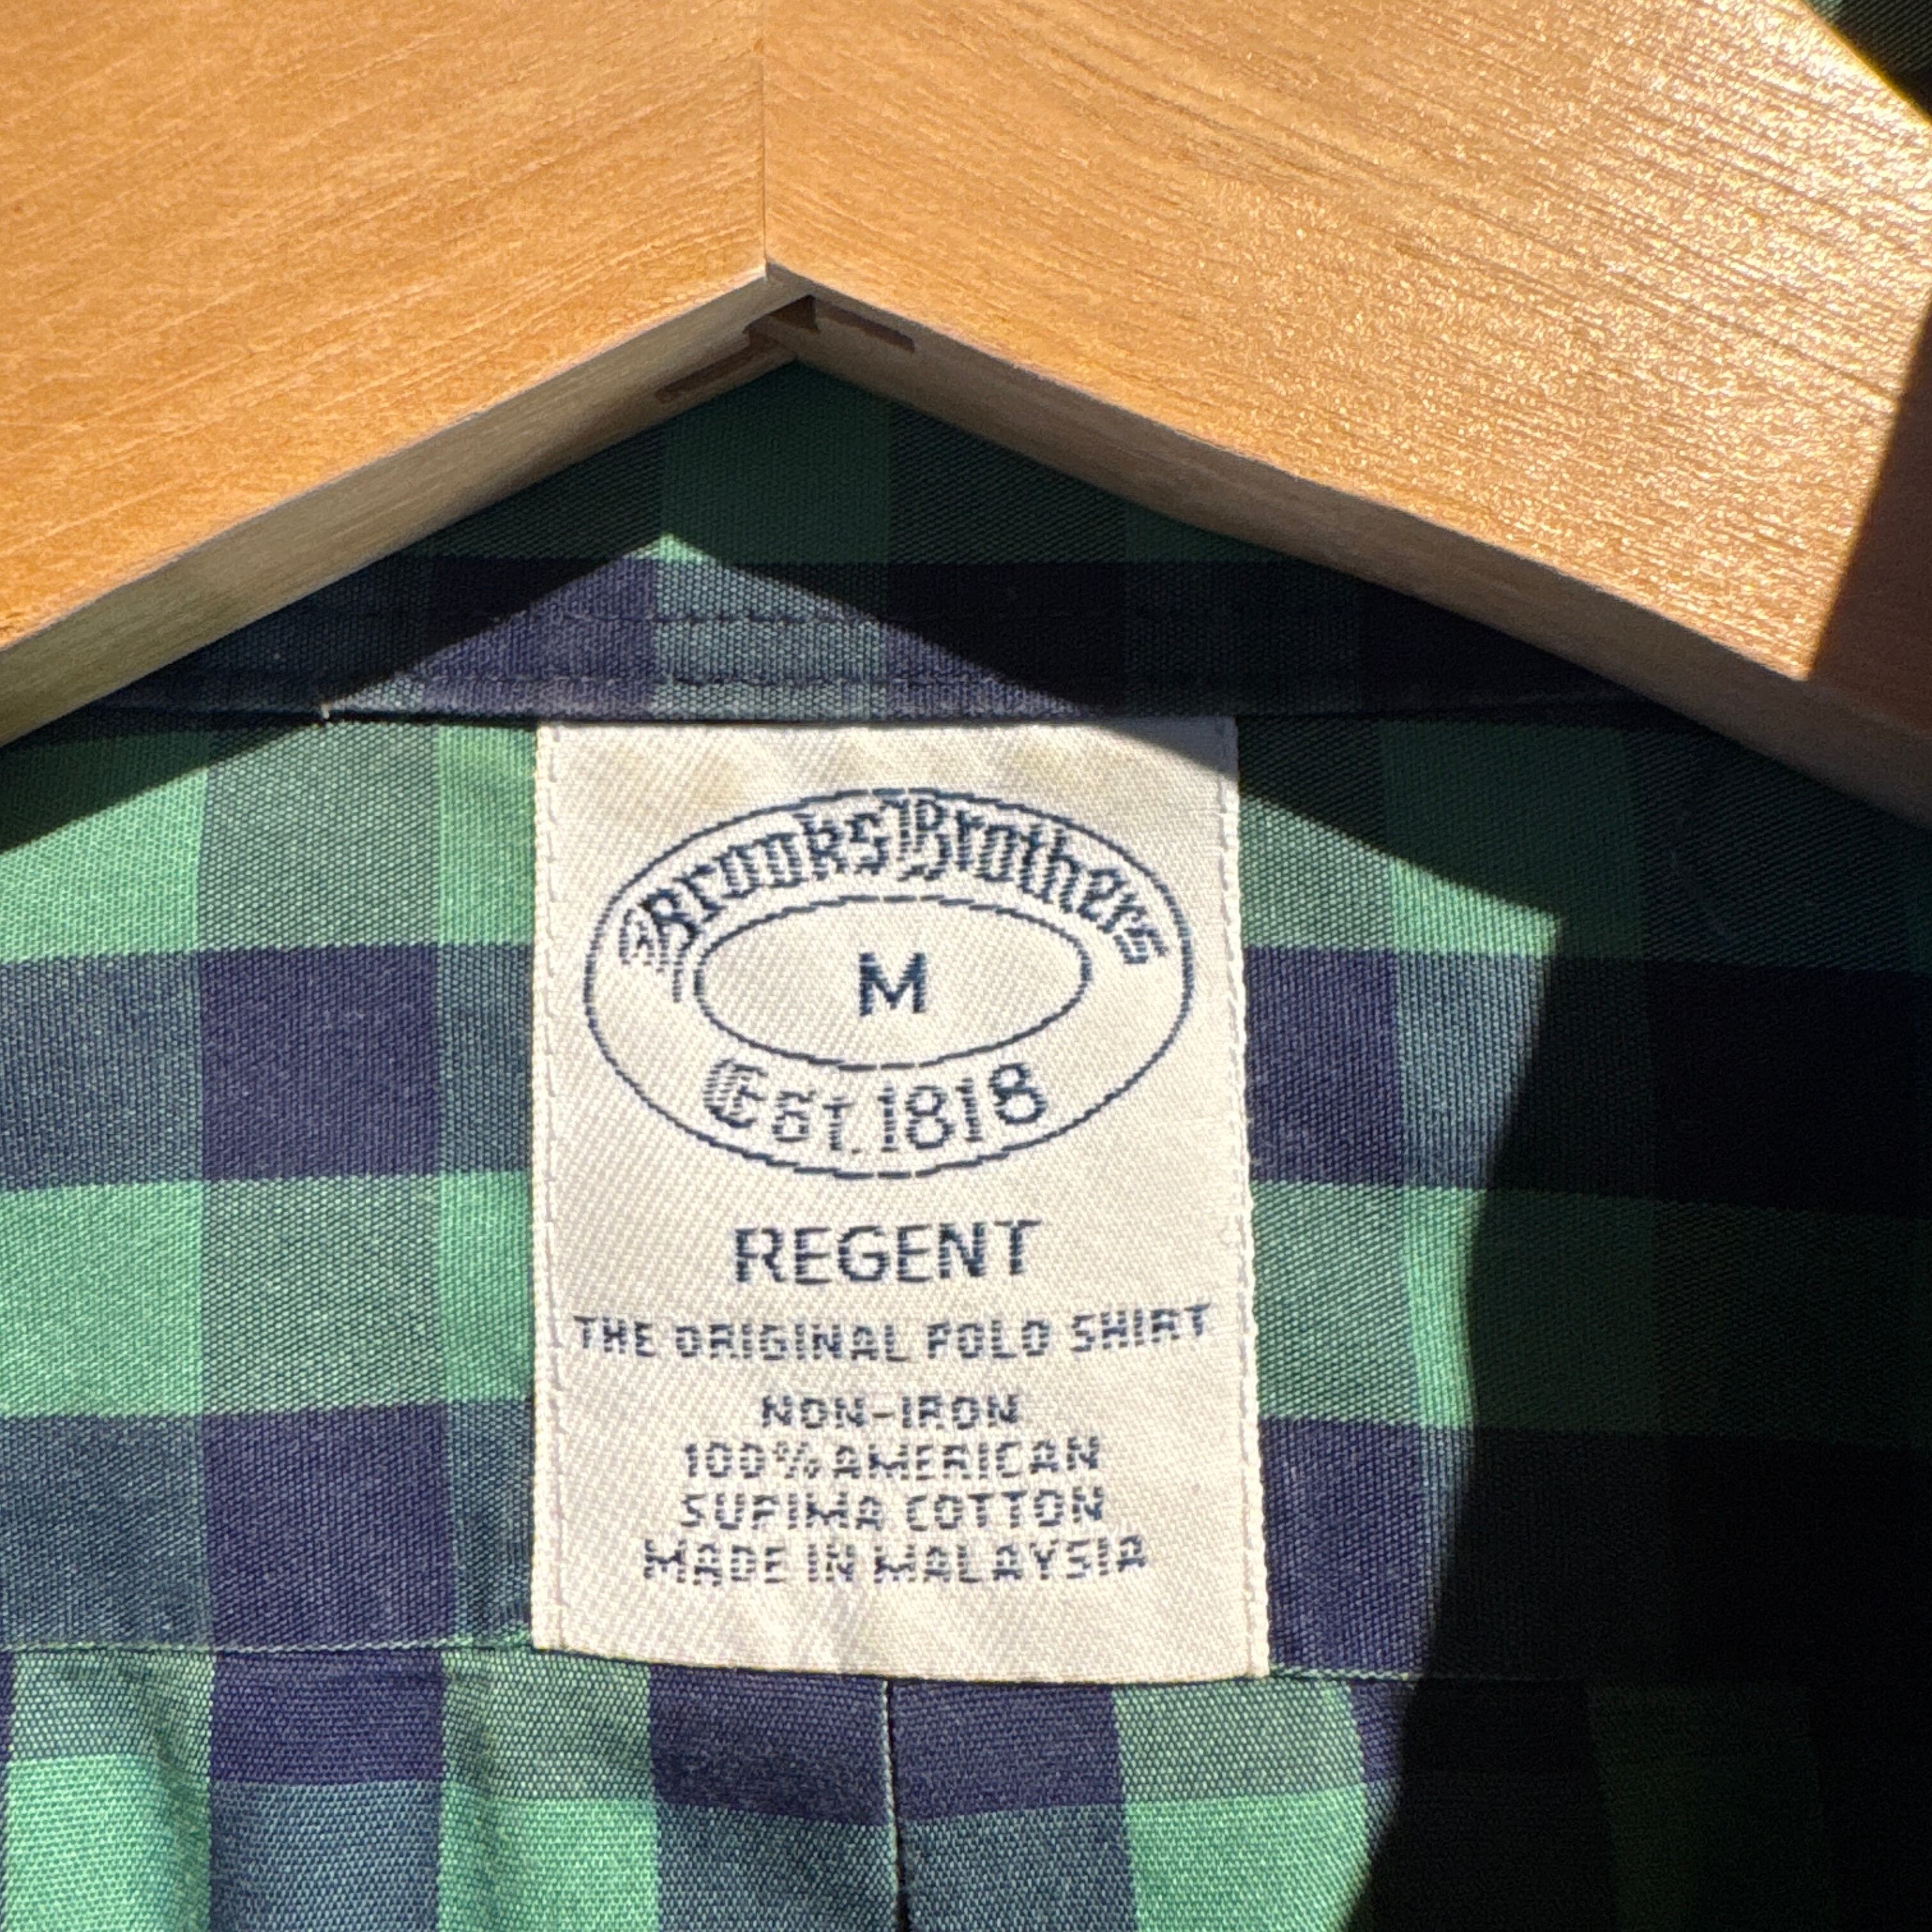 Brooks Brothers
M
Est. 1818
REGENT
THE ORIGINAL POLO SHIRT
NON-IRON
100% AMERICAN
SUPIMA COTTON
MADE IN MALAYSIA